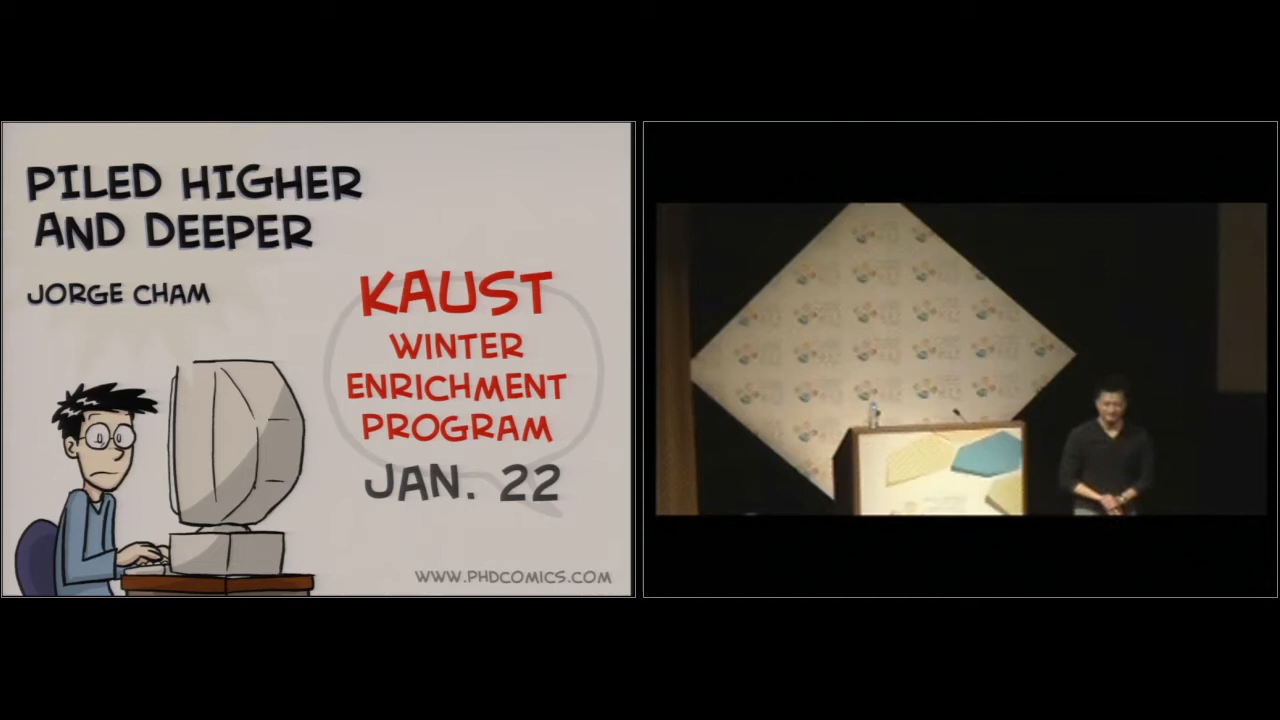 PILED HIGHER
AND DEEPER
JORGE CHAM
KAUST
WINTER
ENRICHMENT
PROGRAM
JAN. 22
WWW.PHDCOMICS.COM